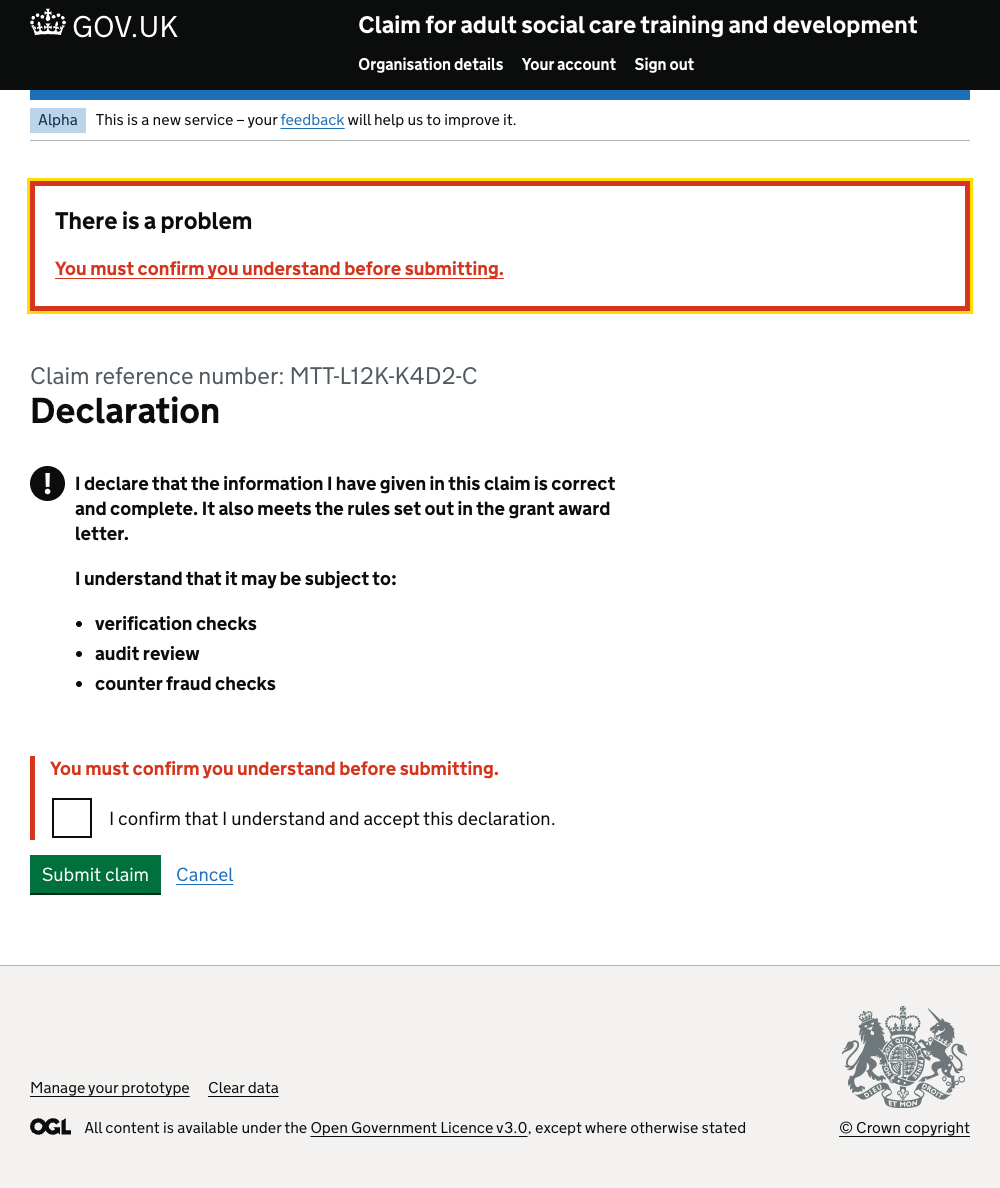 GOV.UK
Claim for adult social care training and development
Organisation details Your account Sign out
Alpha This is a new service – your feedback will help us to improve it.
There is a problem
You must confirm you understand before submitting.
Claim reference number: MTT-L12K-K4D2-C
Declaration
! I declare that the information I have given in this claim is correct
and complete. It also meets the rules set out in the grant award
letter.
I understand that it may be subject to:
• verification checks
• audit review
• counter fraud checks
You must confirm you understand before submitting.
I confirm that I understand and accept this declaration.
Submit claim Cancel
DIEU ET MON DROIT
Manage your prototype Clear data
OGL All content is available under the Open Government Licence v3.0, except where otherwise stated
© Crown copyright